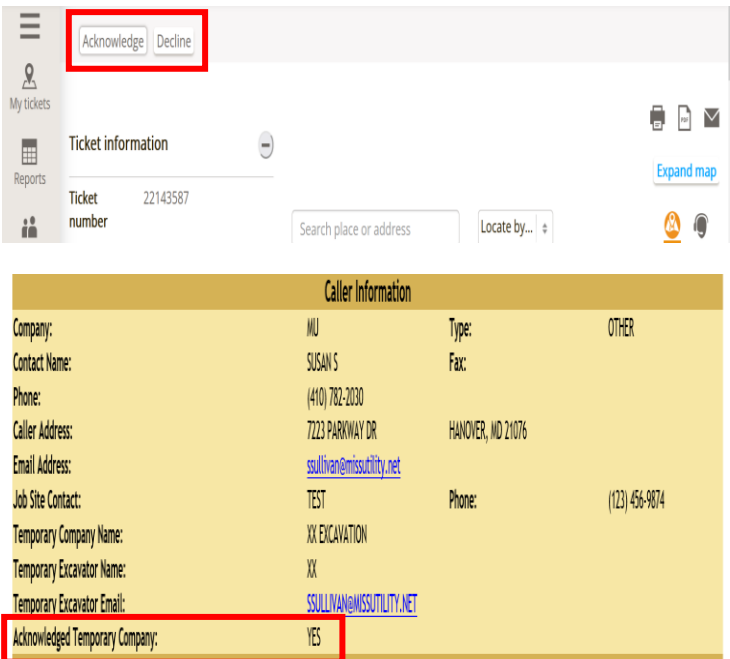 Acknowledge Decline
My tickets
Ticket information
PDF
Reports
Expand map
Ticket number 22143587
Search place or address Locate by...
Caller Information
Company: MU Type: OTHER
Contact Name: SUSAN S Fax:
Phone: (410) 782-2030
Caller Address: 7223 PARKWAY DR HANOVER, MD 21076
Email Address: ssullivan@missutility.net
Job Site Contact: TEST Phone: (123) 456-9874
Temporary Company Name: XX EXCAVATION
Temporary Excavator Name: XX
Temporary Excavator Email: SSULLIVAN@MISSUTILITY.NET
Acknowledged Temporary Company: YES